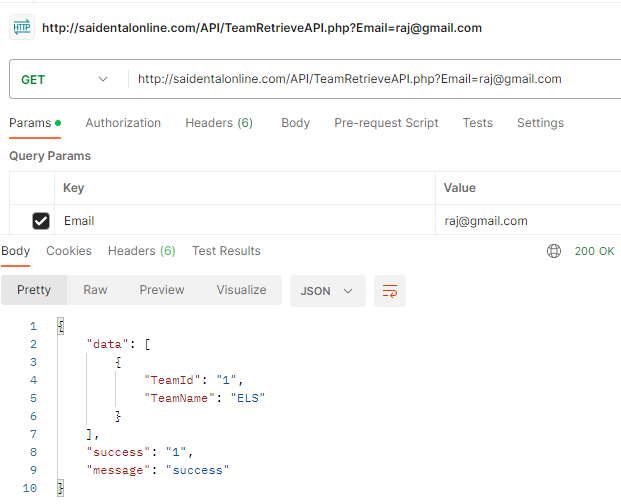 HTTP http://saidentalonline.com/API/TeamRetrieveAPI.php?Email=raj@gmail.com
GET http://saidentalonline.com/API/TeamRetrieveAPI.php?Email=raj@gmail.com
Params Authorization Headers (6) Body Pre-request Script Tests Settings
Query Params
Key Value
Email raj@gmail.com
Body Cookies Headers (6) Test Results 200 OK
Pretty Raw Preview Visualize JSON
1 {
2 "data": [
3 {
4 "TeamId": "1",
5 "TeamName": "ELS"
6 }
7 ],
8 "success": "1",
9 "message": "success"
10 }